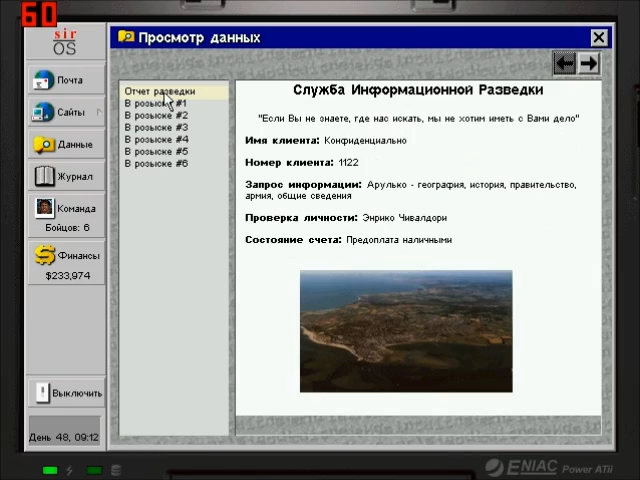 60
sir
OS
Почта
Сайты
Данные
Журнал
Команда
Бойцов: 6
Финансы
$233,974
Выключить
День 48, 09:12
Просмотр данных
Отчет разведки
В розыске #1
В розыске #2
В розыске #3
В розыске #4
В розыске #5
В розыске #6
Служба Информационной Разведки
"Если Вы не знаете, где нас искать, мы не хотим иметь с Вами дело"
Имя клиента: Конфиденциально
Номер клиента: 1122
Запрос информации: Арулько - география, история, правительство,
армия, общие сведения
Проверка личности: Энрико Чивалдори
Состояние счета: Предоплата наличными
ENIAC Power ATil